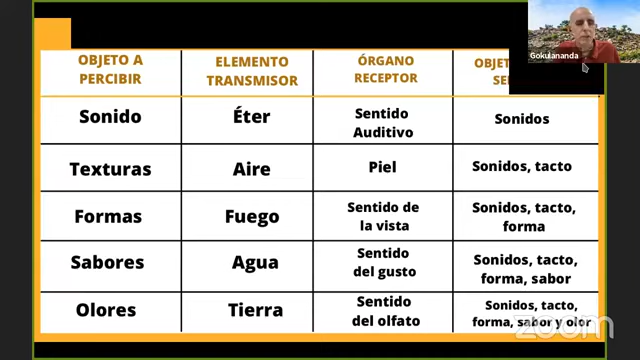 Gokulananda
OBJETO A
PERCIBIR
ELEMENTO
TRANSMISOR
ÓRGANO
RECEPTOR
Sonido
Éter
Sentido
Auditivo
Sonidos
Texturas
Aire
Piel
Sonidos, tacto
Formas
Fuego
Sentido de
la vista
Sonidos, tacto,
forma
Sabores
Agua
Sentido
del gusto
Sonidos, tacto,
forma, sabor
Olores
Tierra
Sentido
del olfato
Sonidos, tacto,
forma, sabor y olor
zoom